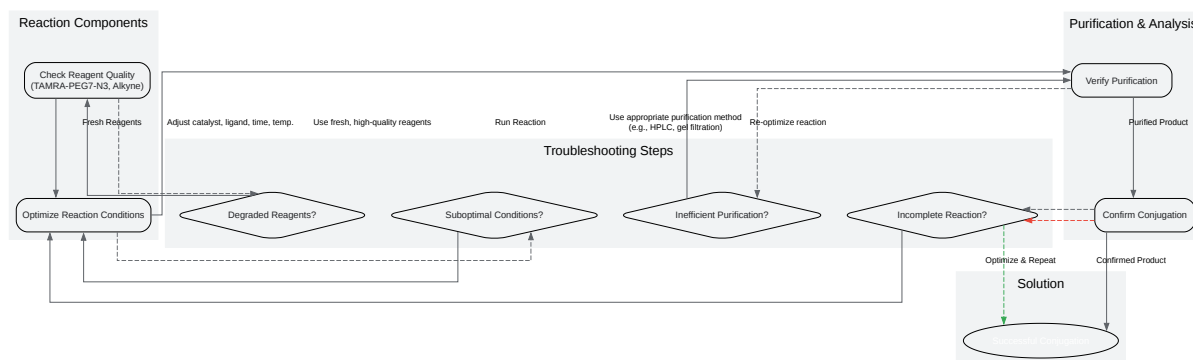 Reaction Components
Purification & Analysis
Check Reagent Quality
(TAMRA-PEG7-N3, Alkyne)
Verify Purification
Fresh Reagents
Adjust catalyst, ligand, time, temp.
Use fresh, high-quality reagents
Run Reaction
Use appropriate purification method
(e.g., HPLC, gel filtration)
Re-optimize reaction
Purified Product
Troubleshooting Steps
Optimize Reaction Conditions
Degraded Reagents?
Suboptimal Conditions?
Inefficient Purification?
Incomplete Reaction?
Confirm Conjugation
Optimize & Repeat
Confirmed Product
Solution
Successful Conjugation